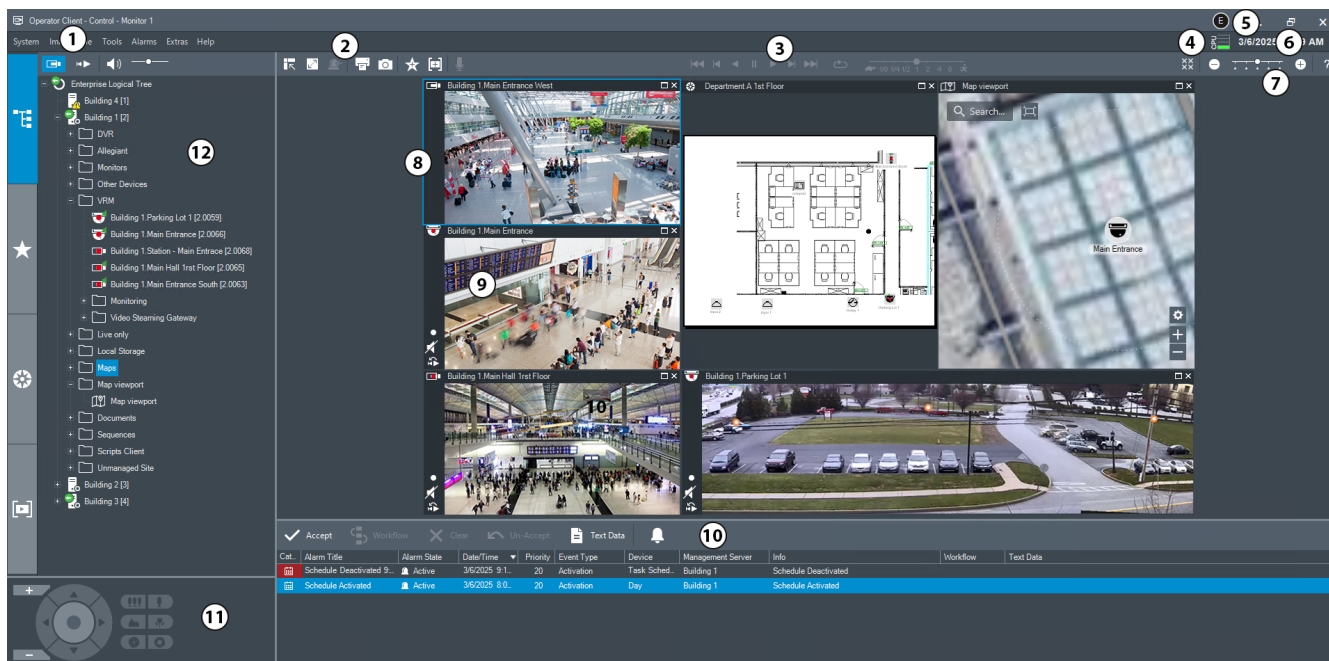 Operator Client - Control - Monitor 1
E
5
System
1
Tools
Alarms
Extras
Help
4
3/6/2025
6
AM
2
3
7
Enterprise Logical Tree
Building 4 [1]
Building 1 [2]
DVR
Allegiant
Monitors
Other Devices
VRM
Building 1.Parking Lot 1 [2.0059]
Building 1.Main Entrance [2.0066]
Building 1.Station - Main Entrace [2.0068]
Building 1.Main Hall 1rst Floor [2.0065]
Building 1.Main Entrance South [2.0063]
Monitoring
Video Steaming Gateway
Live only
Local Storage
Maps
Map viewport
Map viewport
Documents
Sequences
Scripts Client
Unmanaged Site
Building 2 [3]
Building 3 [4]
12
Building 1.Main Entrance West
8
Department A 1st Floor
Map viewport
Search...
Main Entrance
Building 1.Main Entrance
9
Building 1.Main Hall 1rst Floor
10
Building 1.Parking Lot 1
Accept
Workflow
Clear
Un-Accept
Text Data
10
Cat.. Alarm Title Alarm State Date/Time Priority Event Type Device Management Server Info Workflow Text Data
Schedule Deactivated 9:.. Active 3/6/2025 9:1... 20 Activation Task Sched.. Building 1 Schedule Deactivated
Schedule Activated Active 3/6/2025 8:0.. 20 Activation Day Building 1 Schedule Activated
11